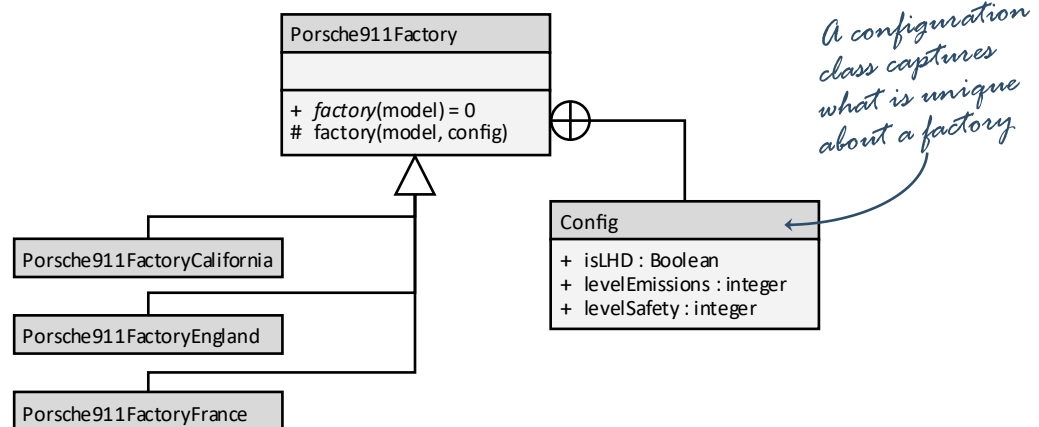 Porsche911Factory
+ factory(model) = 0
# factory(model, config)
A configuration
class captures
what is unique
about a factory
Config
+ isLHD : Boolean
+ levelEmissions : integer
+ levelSafety : integer
Porsche911FactoryCalifornia
Porsche911FactoryEngland
Porsche911FactoryFrance